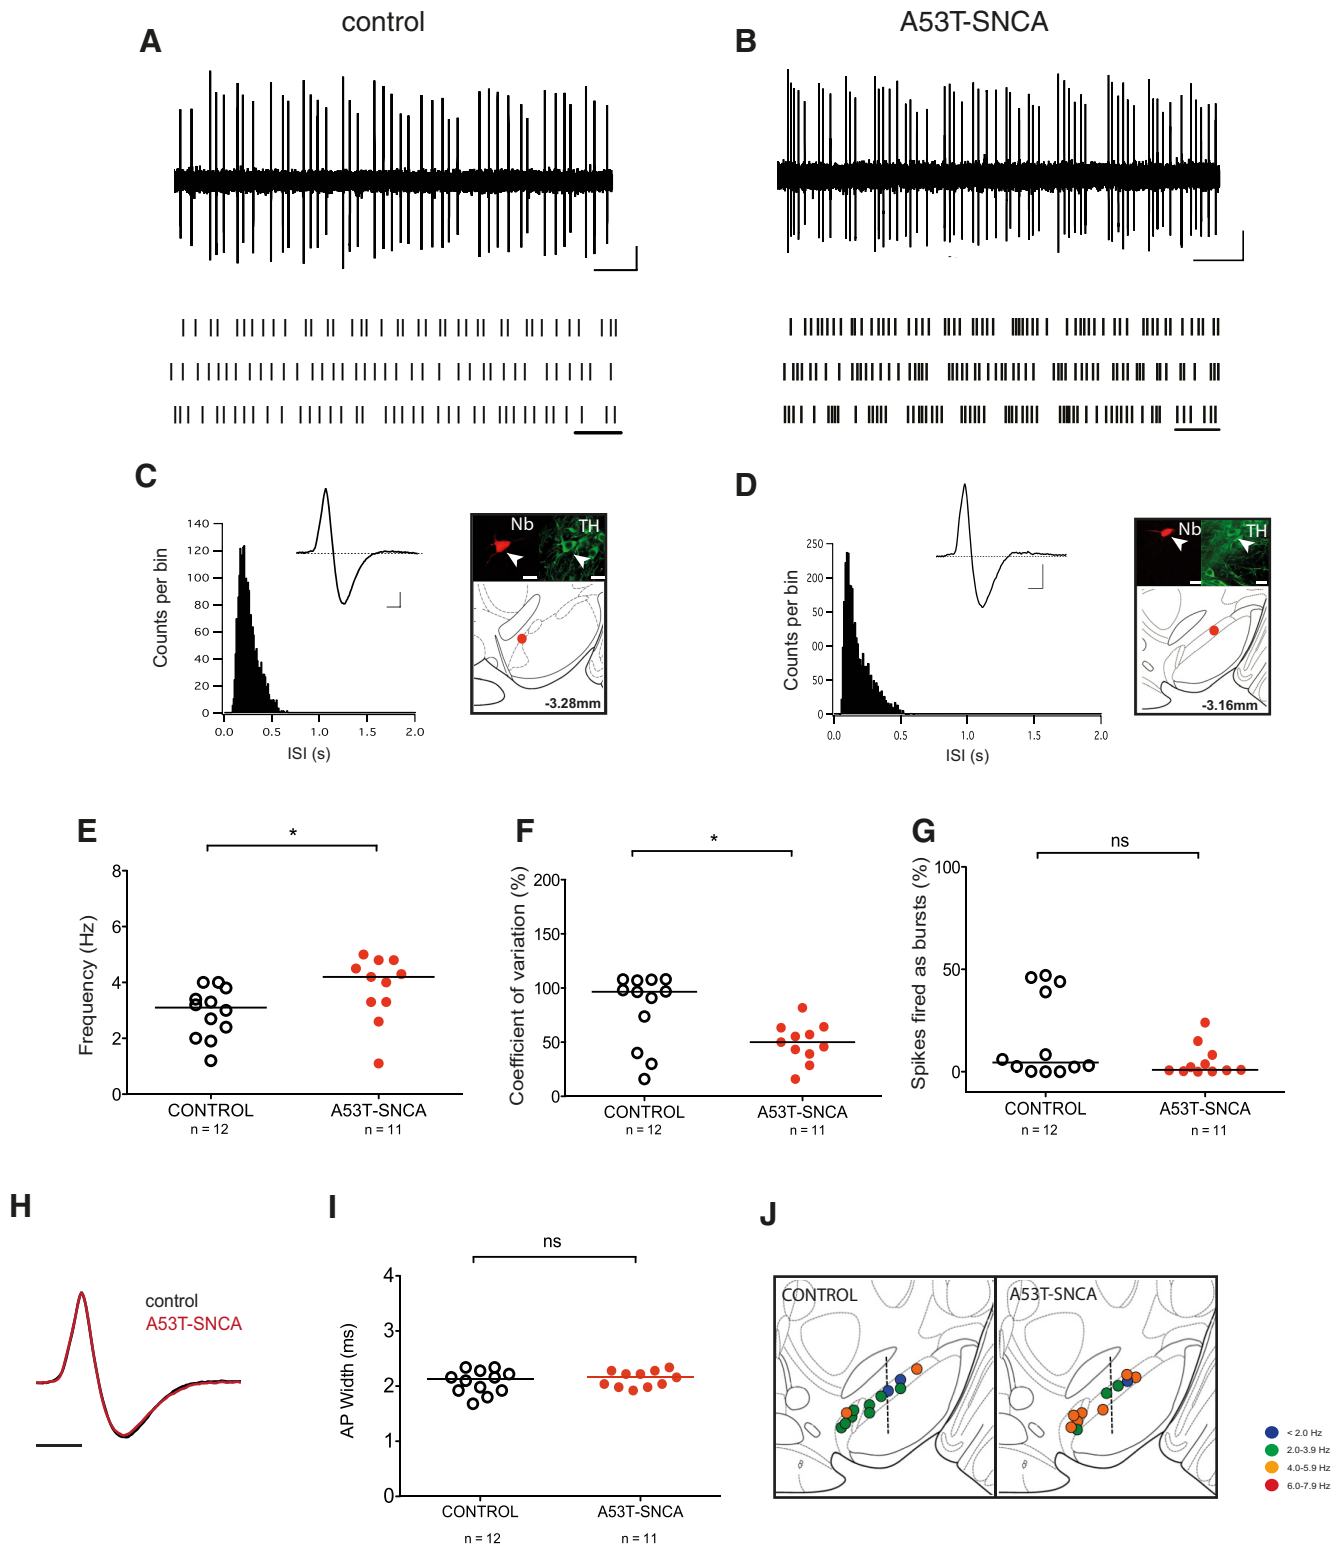 control
A53T-SNCA
A
B
C
Counts per bin
140
120
100
80
60
40
20
0
0.0
0.5
1.0
1.5
2.0
ISI (s)
Nb
TH
-3.28mm
D
Counts per bin
250
00
50
00
50
0
0.0
0.5
1.0
1.5
2.0
ISI (s)
Nb
TH
-3.16mm
E
*
Frequency (Hz)
8
6
4
2
0
CONTROL
n = 12
A53T-SNCA
n = 11
F
*
Coefficient of variation (%)
200
150
100
50
0
CONTROL
n = 12
A53T-SNCA
n = 11
G
ns
Spikes fired as bursts (%)
100
50
0
CONTROL
n = 12
A53T-SNCA
n = 11
H
control
A53T-SNCA
I
ns
AP Width (ms)
4
3
2
1
0
CONTROL
n = 12
A53T-SNCA
n = 11
J
CONTROL
8
A53T-SNCA
8
< 2.0 Hz
2.0-3.9 Hz
4.0-5.9 Hz
6.0-7.9 Hz